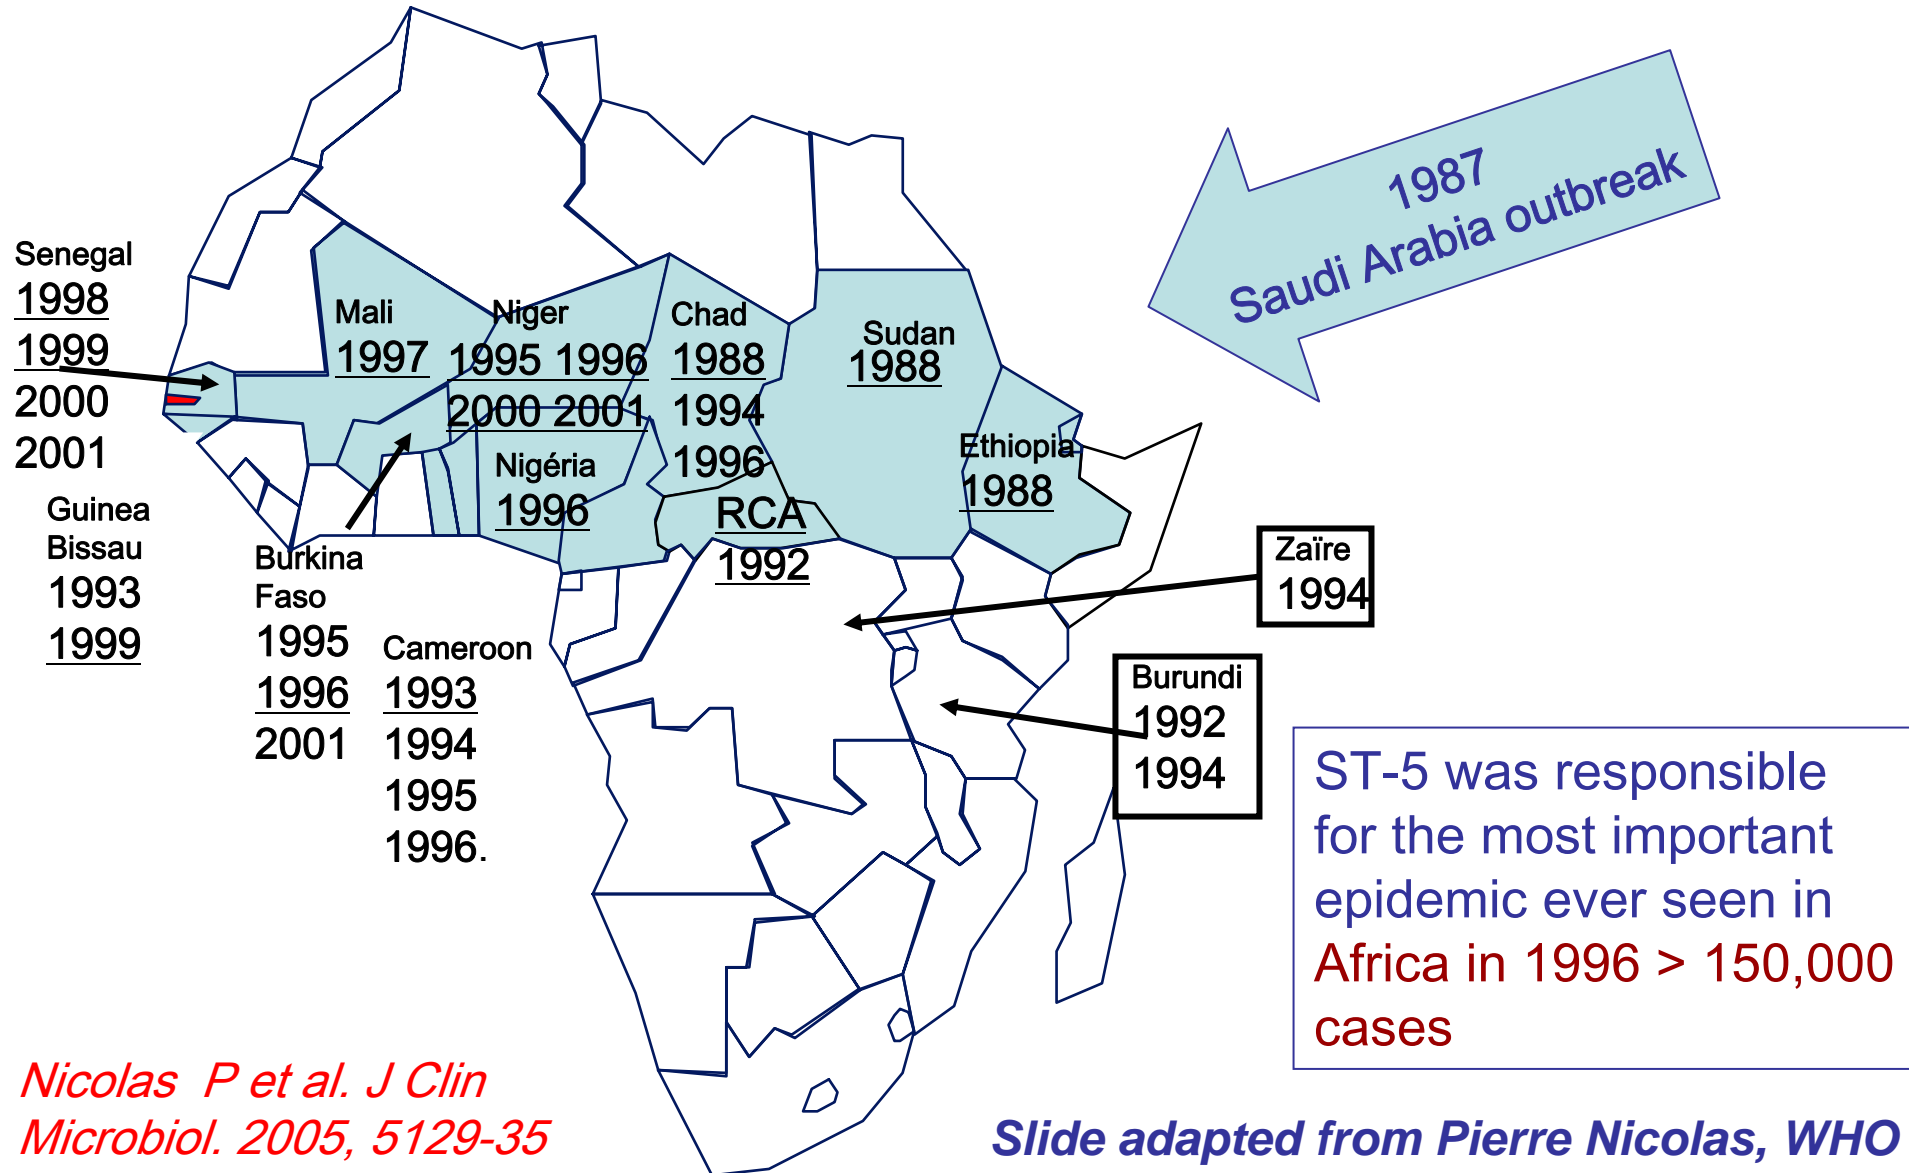 1987
Saudi Arabia outbreak
Senegal
1998
1999
2000
2001
Mali
1997
Niger
1995 1996
2000 2001
Chad
1988
1994
1996
Sudan
1988
Ethiopia
1988
Nigéria
1996
RCA
1992
Guinea
Bissau
1993
1999
Burkina
Faso
1995
1996
2001
Cameroon
1993
1994
1995
1996.
Zaïre
1994
Burundi
1992
1994
ST-5 was responsible
for the most important
epidemic ever seen in
Africa in 1996 > 150,000
cases
Nicolas P et al. J Clin
Microbiol. 2005, 5129-35
Slide adapted from Pierre Nicolas, WHO